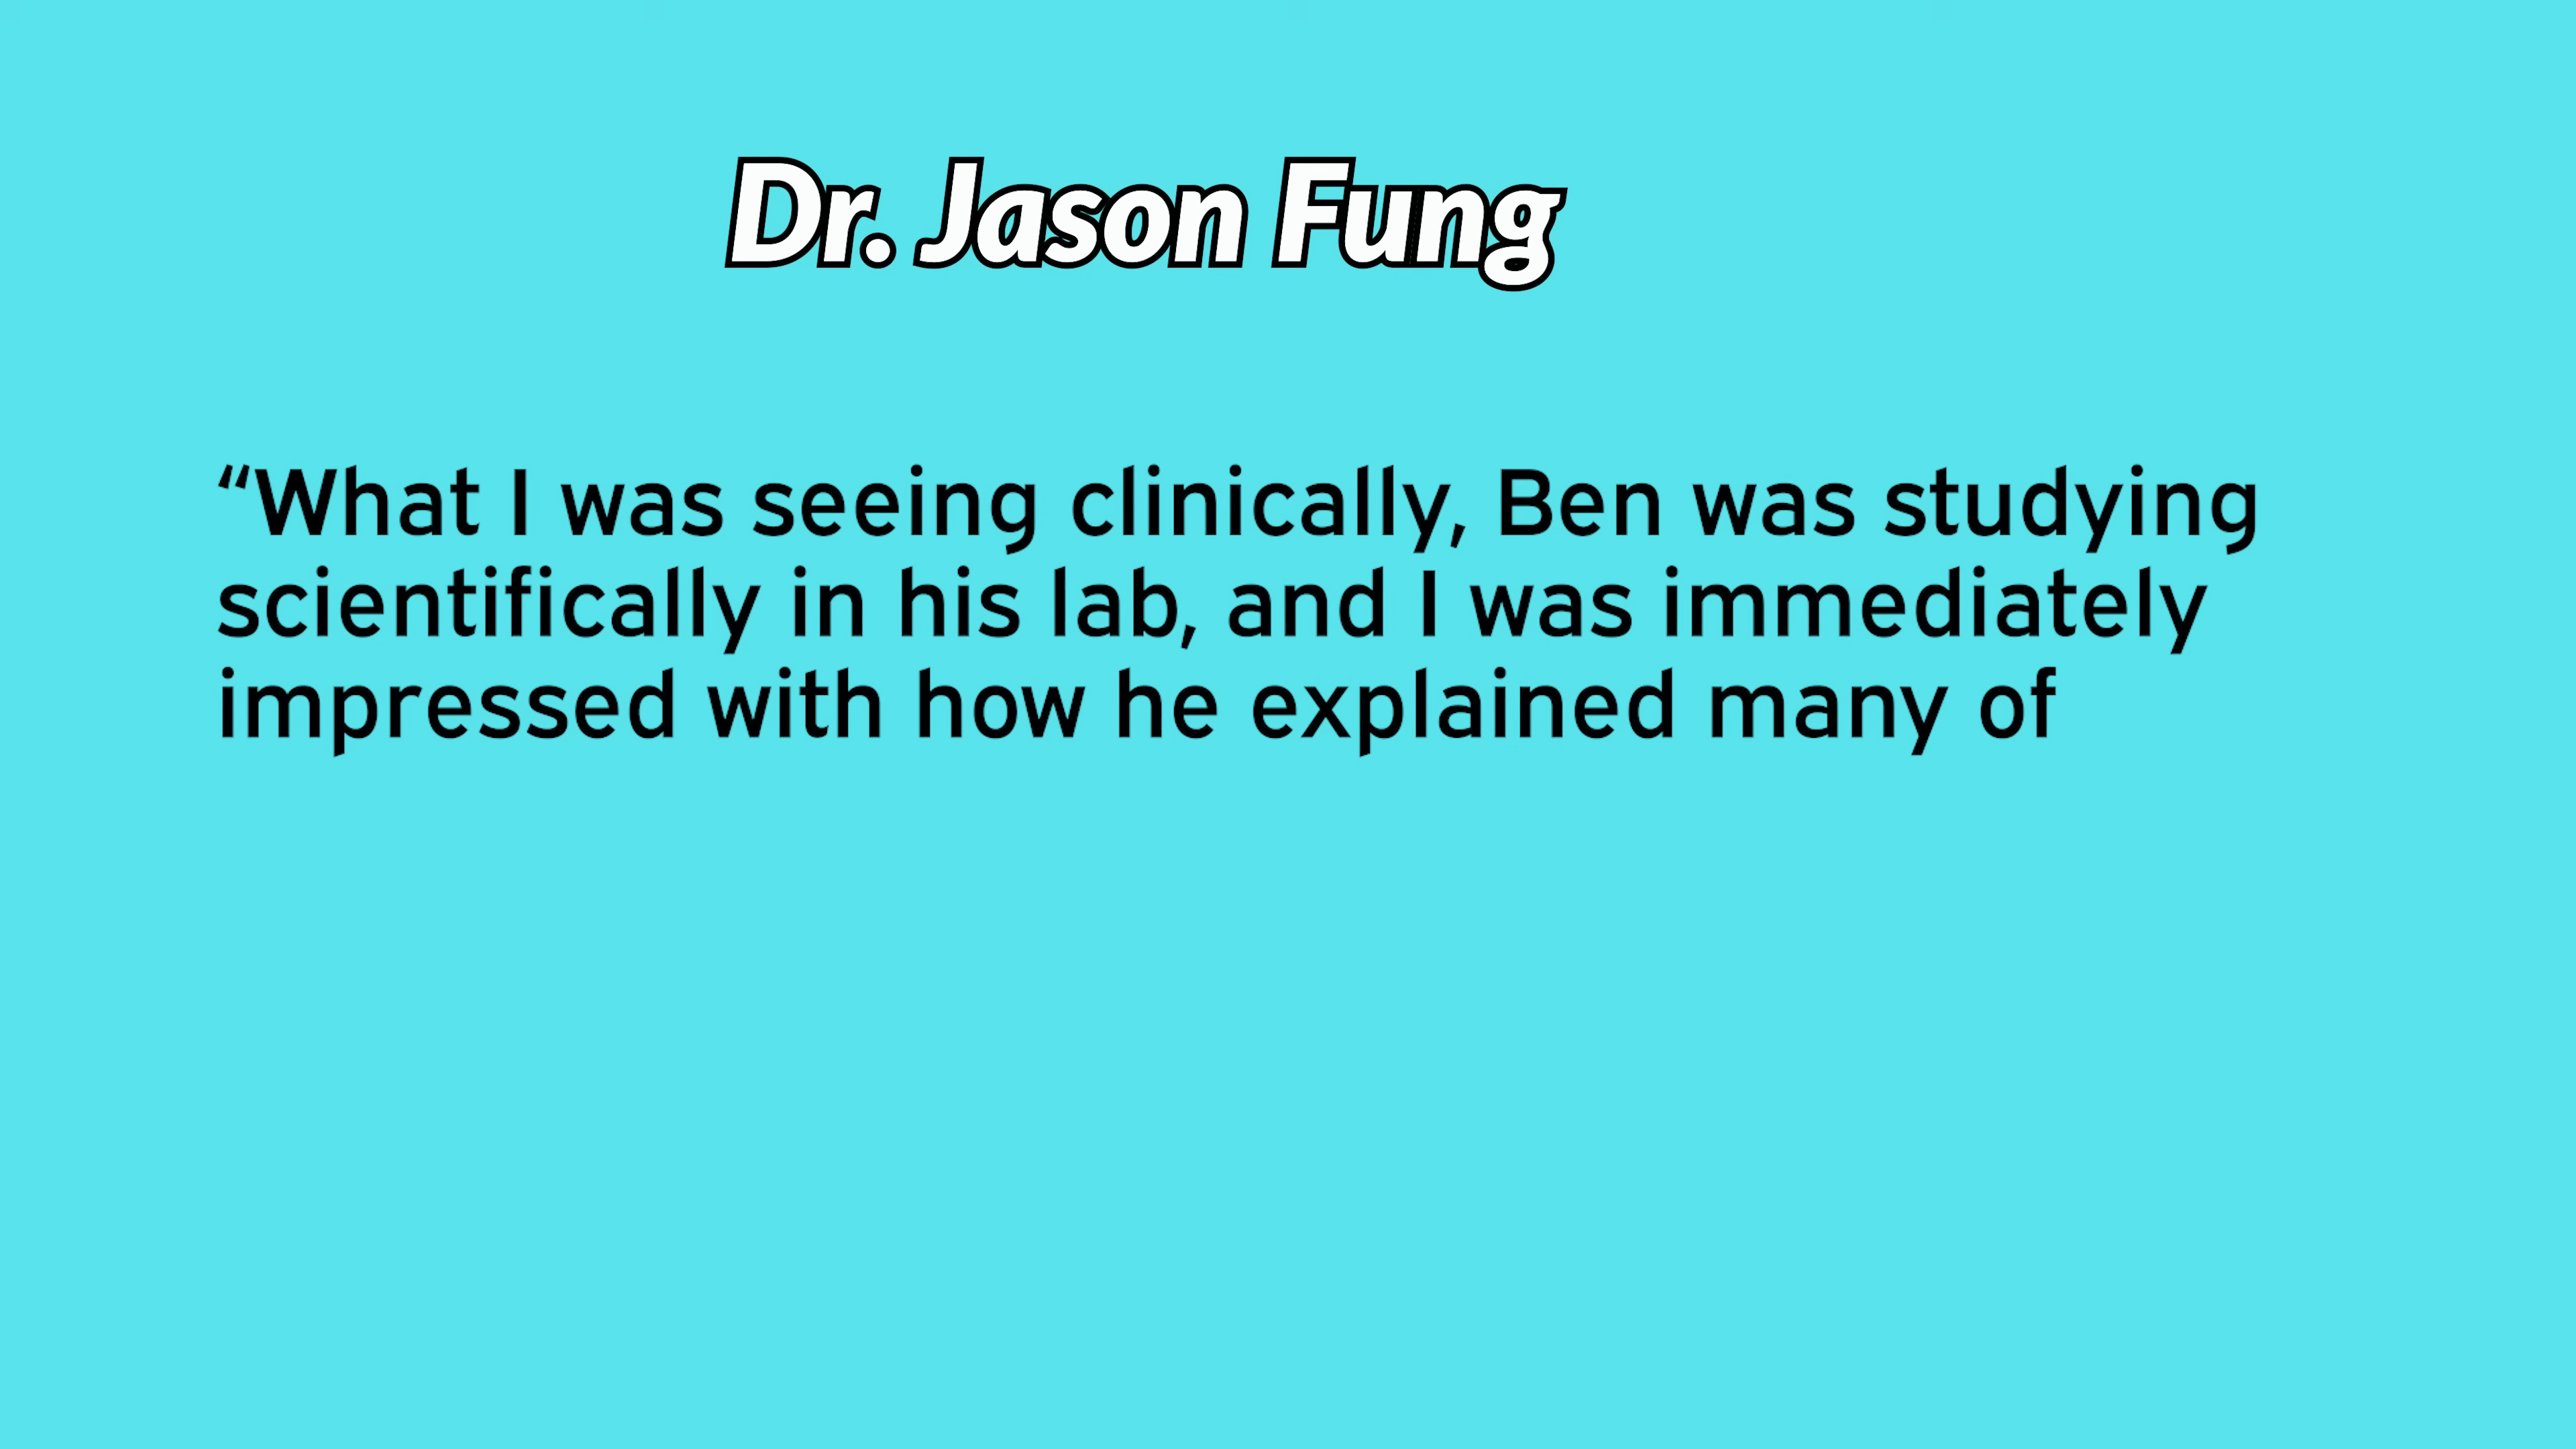 Dr. Jason Fung
“What I was seeing clinically, Ben was studying
scientifically in his lab, and I was immediately
impressed with how he explained many of